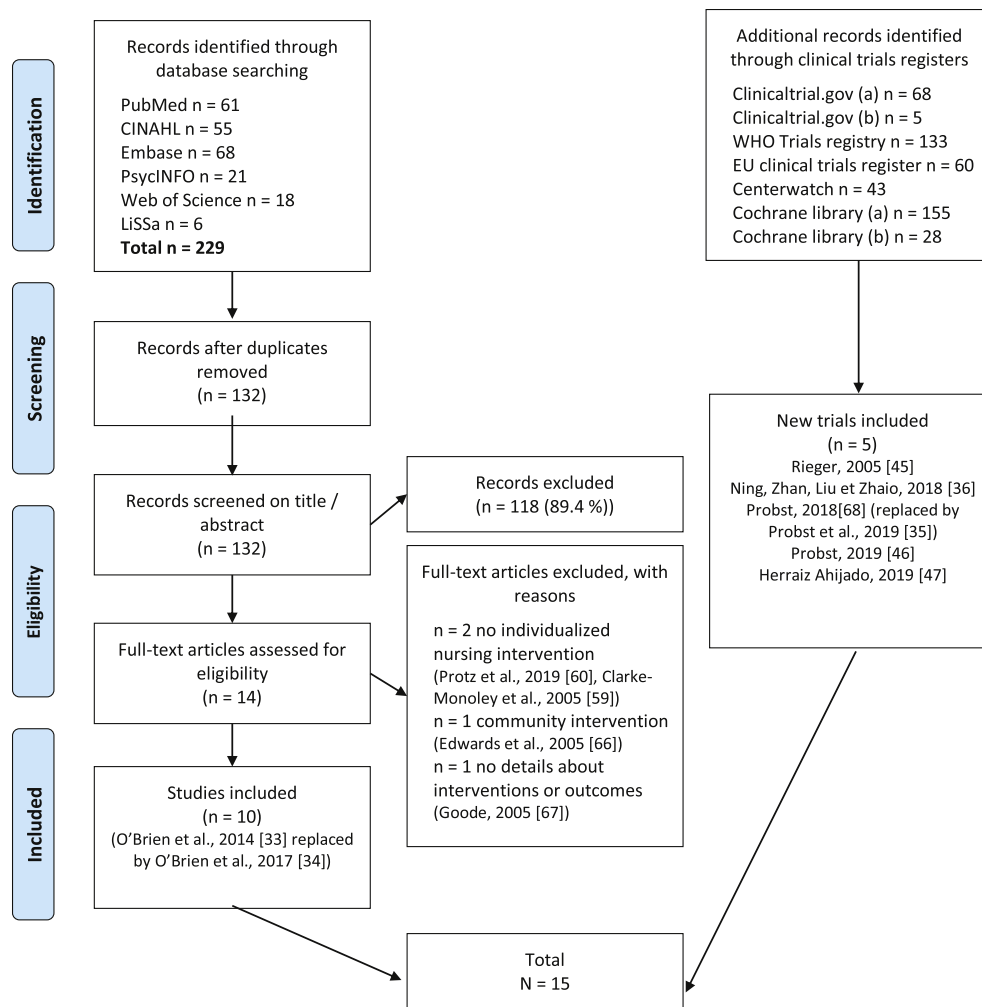 Identification
Records identified through
database searching
PubMed n = 61
CINAHL n = 55
Embase n = 68
PsycINFO n = 21
Web of Science n = 18
LiSSa n = 6
Total n = 229
Additional records identified
through clinical trials registers
Clinicaltrial.gov (a) n = 68
Clinicaltrial.gov (b) n = 5
WHO Trials registry n = 133
EU clinical trials register n = 60
Centerwatch n = 43
Cochrane library (a) n = 155
Cochrane library (b) n = 28
Screening
Records after duplicates
removed
(n = 132)
Records screened on title /
abstract
(n = 132)
Records excluded
(n = 118 (89.4 %))
New trials included
(n = 5)
Rieger, 2005 [45]
Ning, Zhan, Liu et Zhaio, 2018 [36]
Probst, 2018[68) (replaced by
Probst et al., 2019 [35])
Probst, 2019 [46]
Herraiz Ahijado, 2019 [47]
Eligibility
Full-text articles assessed for
eligibility
(n = 14)
Full-text articles excluded, with
reasons
n = 2 no individualized
nursing intervention
(Protz et al., 2019 [60], Clarke-
Monoley et al., 2005 [59])
n = 1 community intervention
(Edwards et al., 2005 [66])
n = 1 no details about
interventions or outcomes
(Goode, 2005 [67])
Included
Studies included
(n = 10)
(O’Brien et al., 2014 [33] replaced
by O’Brien et al., 2017 [34])
Total
N = 15